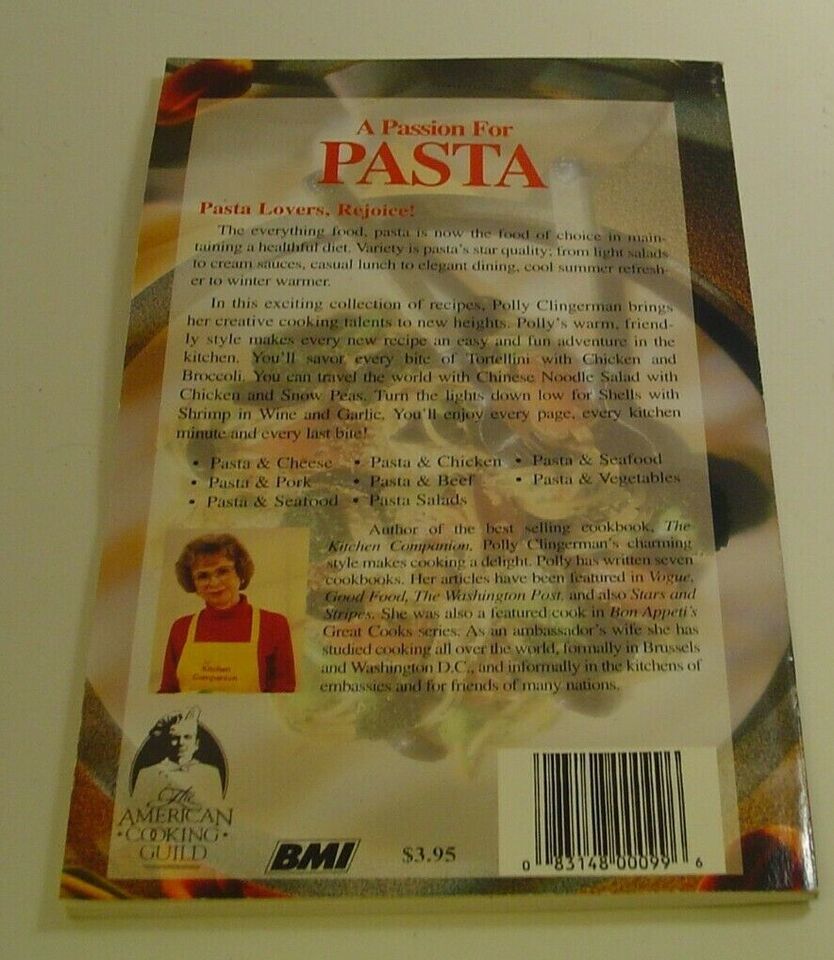 A Passion For
PASTA
Pasta Lovers, Rejoice!
The everything food, pasta is now the food of choice in main-
taining a healthful diet. Variety is pasta's star quality; from light salads
to cream sauces, casual lunch to elegant dining, cool summer refresh-
er to winter warmer.
In this exciting collection of recipes, Polly Clingerman brings
her creative cooking talents to new heights. Polly's warm, friend-
ly style makes every new recipe an easy and fun adventure in the
kitchen. You'll savor every bite of Tortellini with Chicken and
Broccoli. You can travel the world with Chinese Noodle Salad with
Chicken and Snow Peas. Turn the lights down low for Shells with
Shrimp in Wine and Garlic. You'll enjoy every page, every kitchen
minute and every last bite!
• Pasta & Cheese • Pasta & Chicken • Pasta & Seafood
• Pasta & Pork • Pasta & Beef • Pasta & Vegetables
• Pasta & Seafood • Pasta Salads
Author of the best selling cookbook, The
Kitchen Companion, Polly Clingerman's charming
style makes cooking a delight. Polly has written seven
cookbooks. Her articles have been featured in Vogue,
Good Food, The Washington Post, and also Stars and
Stripes. She was also a featured cook in Bon Appeti's
Great Cooks series. As an ambassador's wife she has
studied cooking all over the world, formally in Brussels
and Washington D.C., and informally in the kitchens of
embassies and for friends of many nations.
Kitchen
Companion
The
AMERICAN
• COOKING •
GUILD
BMI
$3.95
0 83148 00099 6